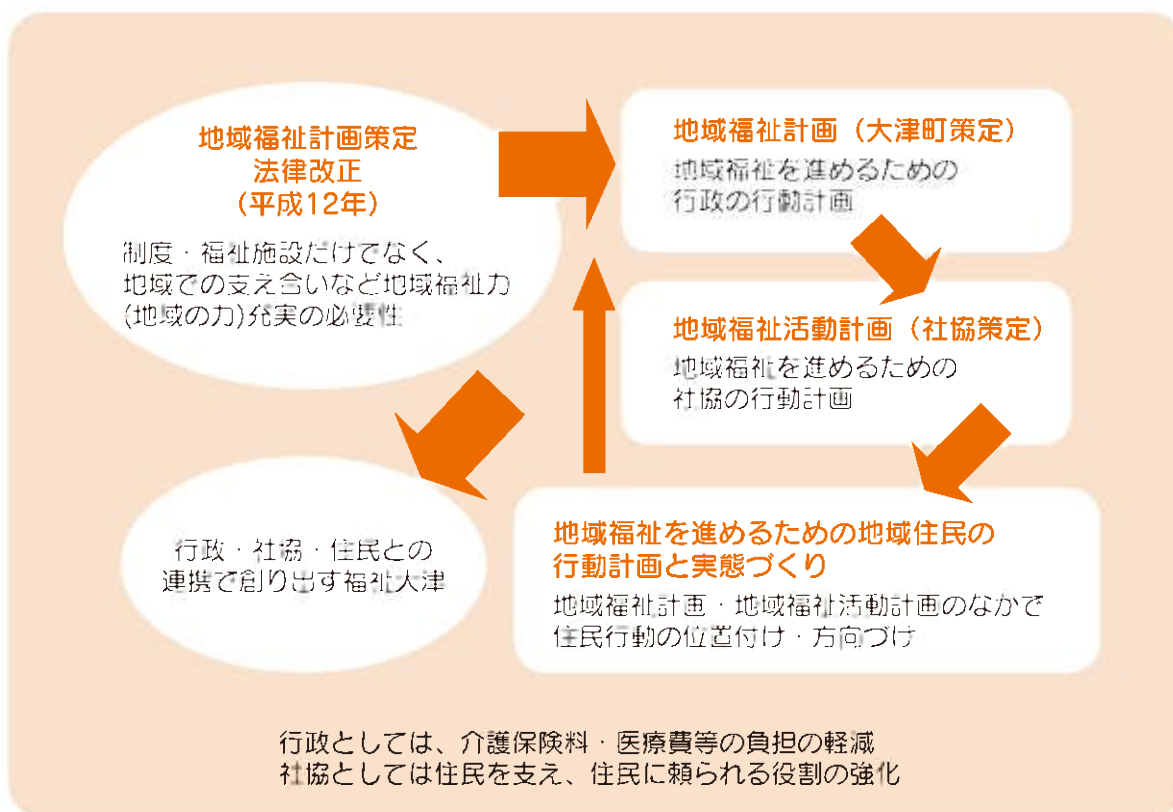 地域福祉計画策定
法律改正
(平成12年)
制度・福祉施設だけでなく、
地域での支え合いなど地域福祉力
(地域の力)充実の必要性
地域福祉計画（大津町策定）
地域福祉を進めるための
行政の行動計画
地域福祉活動計画（社協策定）
地域福祉を進めるための
社協の行動計画
地域福祉を進めるための地域住民の
行動計画と実態づくり
地域福祉計画・地域福祉活動計画のなかで
住民行動の位置付け・方向づけ
行政・社協・住民との
連携で創り出す福祉大津
行政としては、介護保険料・医療費等の負担の軽減
社協としては住民を支え、住民に頼られる役割の強化